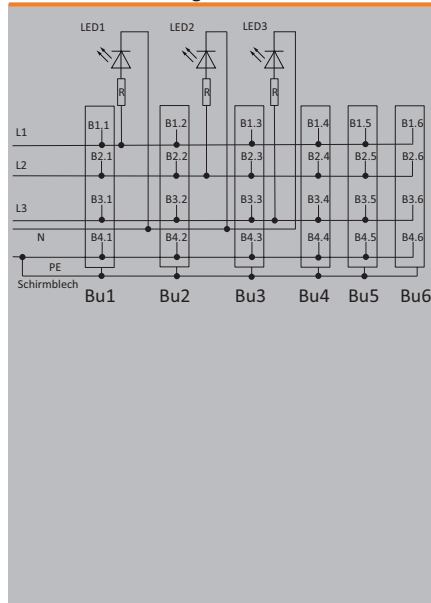 LED1 LED2 LED3
R R R
B1.1 B1.2 B1.3 B1.4 B1.5 B1.6
L1
B2.1 B2.2 B2.3 B2.4 B2.5 B2.6
L2
B3.1 B3.2 B3.3 B3.4 B3.5 B3.6
L3
N B4.1 B4.2 B4.3 B4.4 B4.5 B4.6
PE
Schirmblech
Bu1 Bu2 Bu3 Bu4 Bu5 Bu6